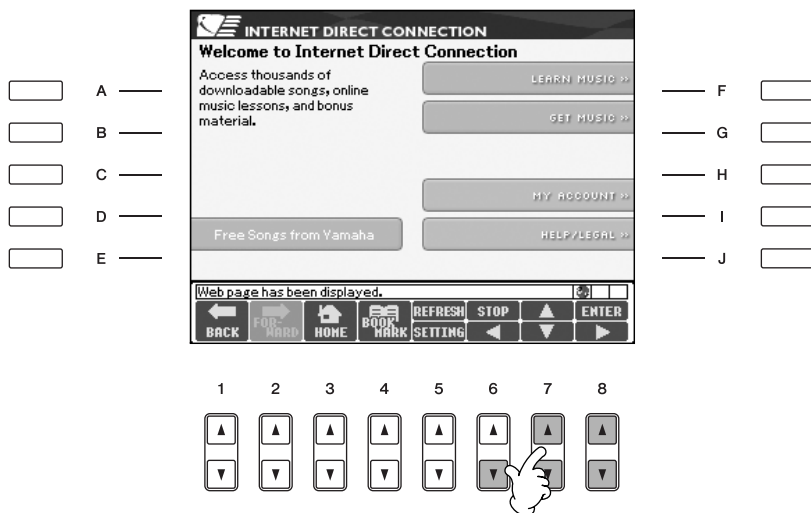 INTERNET DIRECT CONNECTION
Welcome to Internet Direct Connection
Access thousands of
downloadable songs, online
music lessons, and bonus
material.
LEARN MUSIC »
GET MUSIC »
MY ACCOUNT »
Free Songs from Yamaha
HELP/LEGAL »
A
B
C
D
E
F
G
H
I
J
Web page has been displayed.
BACK
FOR-
WARD
HOME
BOOK
MARK
REFRESH
STOP
ENTER
SETTING
1 2 3 4 5 6 7 8